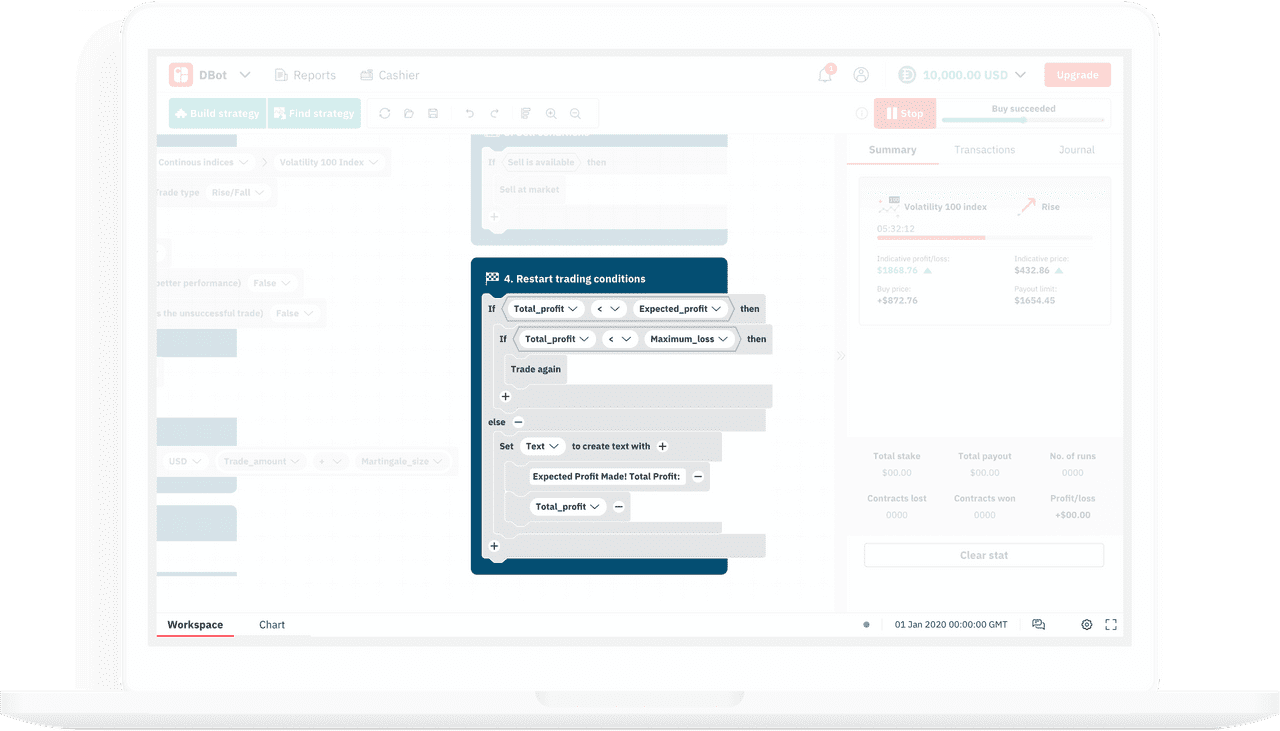 DBot
Reports
Cashier
1
10,000.00 USD
Upgrade
Build strategy
Find strategy
Stop
Buy succeeded
Continous indices
Volatility 100 Index
Trade type
Rise/Fall
better performance)
False
s the unsuccessful trade)
False
USD
Trade_amount
+
Martingale_size
If
Sell is available
then
Sell at market
+
4. Restart trading conditions
If
Total_profit
<
Expected_profit
then
If
Total_profit
<
Maximum_loss
then
Trade again
+
else −
Set
Text
to create text with +
Expected Profit Made! Total Profit: −
Total_profit −
+
Summary
Transactions
Journal
100
Volatility 100 index
Rise
05:32:12
Indicative profit/loss:
Indicative price:
$1868.76
$432.86
Buy price:
Payout limit:
+$872.76
$1654.45
Total stake
Total payout
No. of runs
$00.00
$00.00
0000
Contracts lost
Contracts won
Profit/loss
0000
0000
+$00.00
Clear stat
Workspace
Chart
01 Jan 2020 00:00:00 GMT